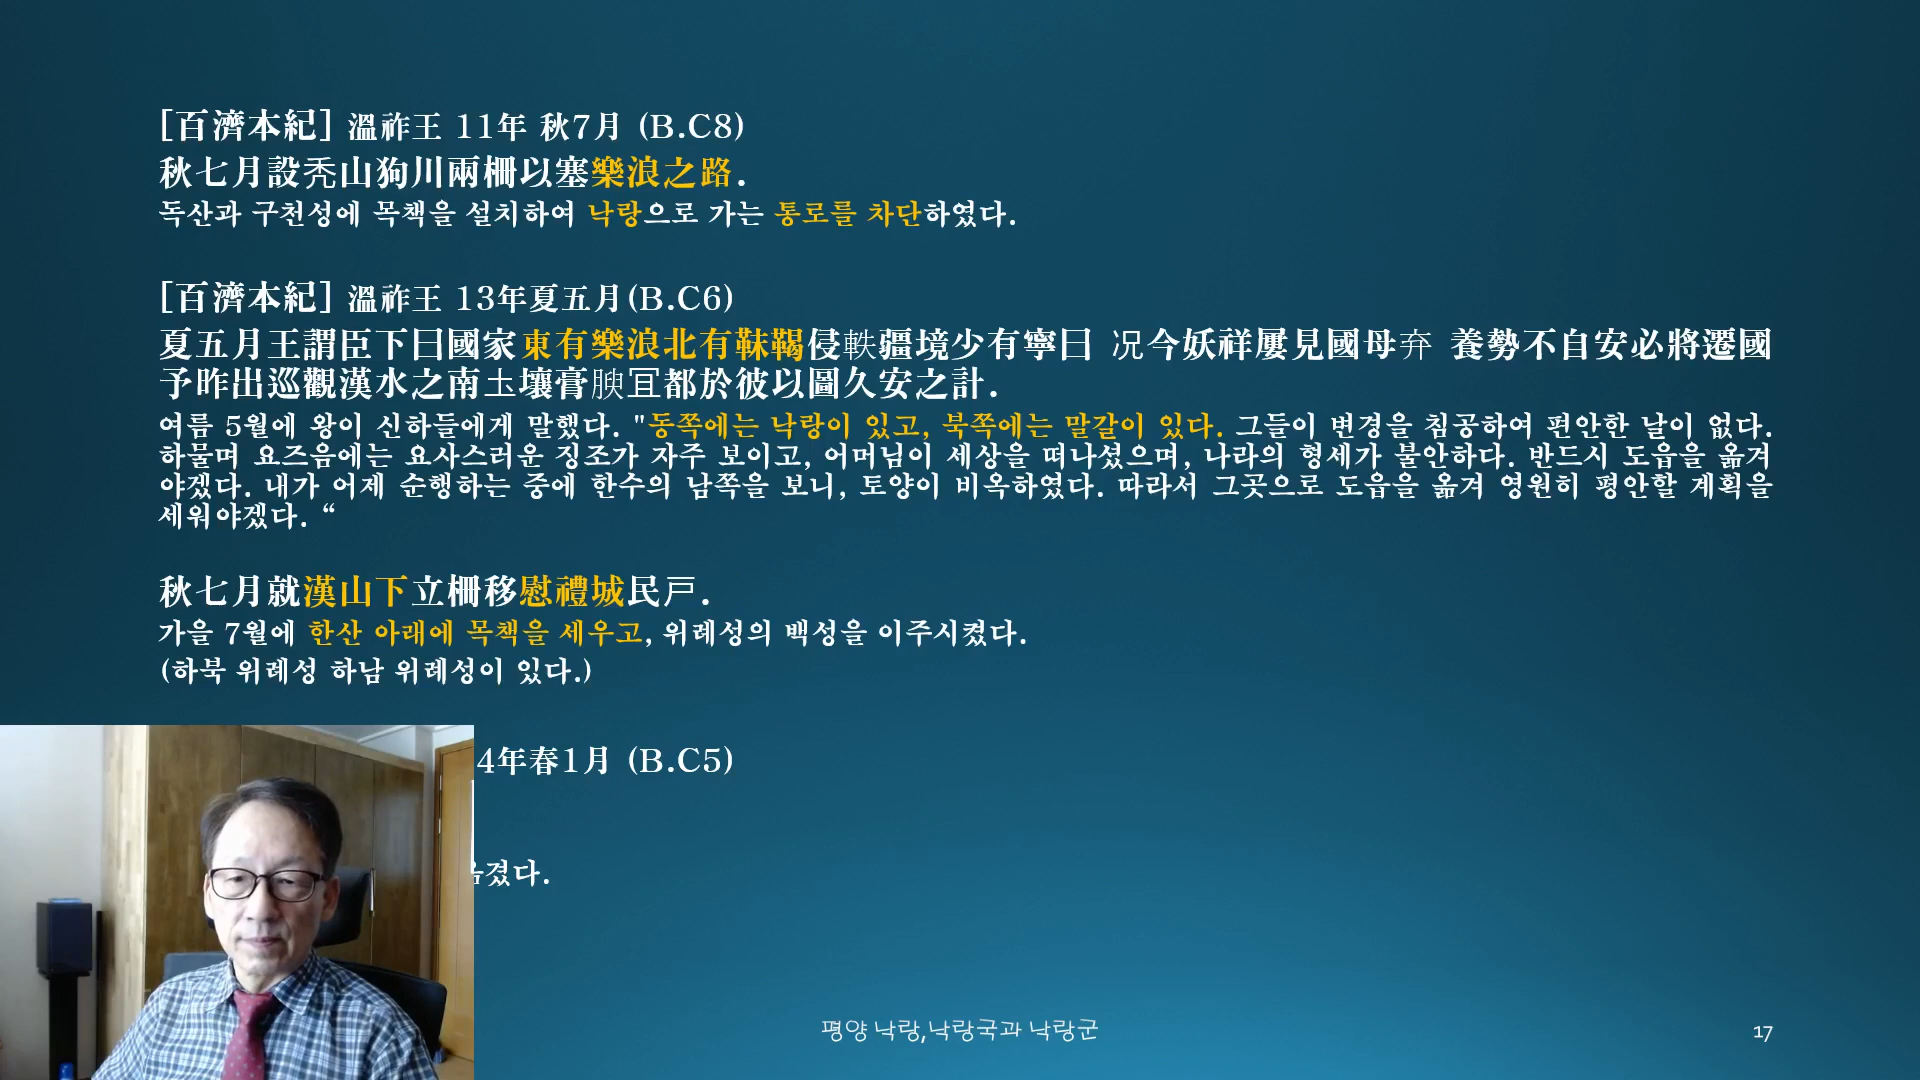 [百濟本紀] 溫祚王 11年 秋7月 (B.C8)
秋七月設禿山狗川兩柵以塞樂浪之路.
독산과 구천성에 목책을 설치하여 낙랑으로 가는 통로를 차단하였다.
[百濟本紀] 溫祚王 13年夏五月(B.C6)
夏五月王謂臣下曰國家東有樂浪北有靺鞨侵軼疆境少有寧日 况今妖祥屢見國母弃 養勢不自安必將遷國
予昨出巡觀漢水之南土壤膏腴宜都於彼以圖久安之計.
여름 5월에 왕이 신하들에게 말했다. "동쪽에는 낙랑이 있고, 북쪽에는 말갈이 있다. 그들이 변경을 침공하여 편안한 날이 없다.
하물며 요즈음에는 요사스러운 징조가 자주 보이고, 어머님이 세상을 떠나셨으며, 나라의 형세가 불안하다. 반드시 도읍을 옮겨
야겠다. 내가 어제 순행하는 중에 한수의 남쪽을 보니, 토양이 비옥하였다. 따라서 그곳으로 도읍을 옮겨 영원히 평안할 계획을
세워야겠다. “
秋七月就漢山下立柵移慰禮城民戸.
가을 7월에 한산 아래에 목책을 세우고, 위례성의 백성을 이주시켰다.
(하북 위례성 하남 위례성이 있다.)
4年春1月 (B.C5)
겼다.
평양 낙랑,낙랑국과 낙랑군
17